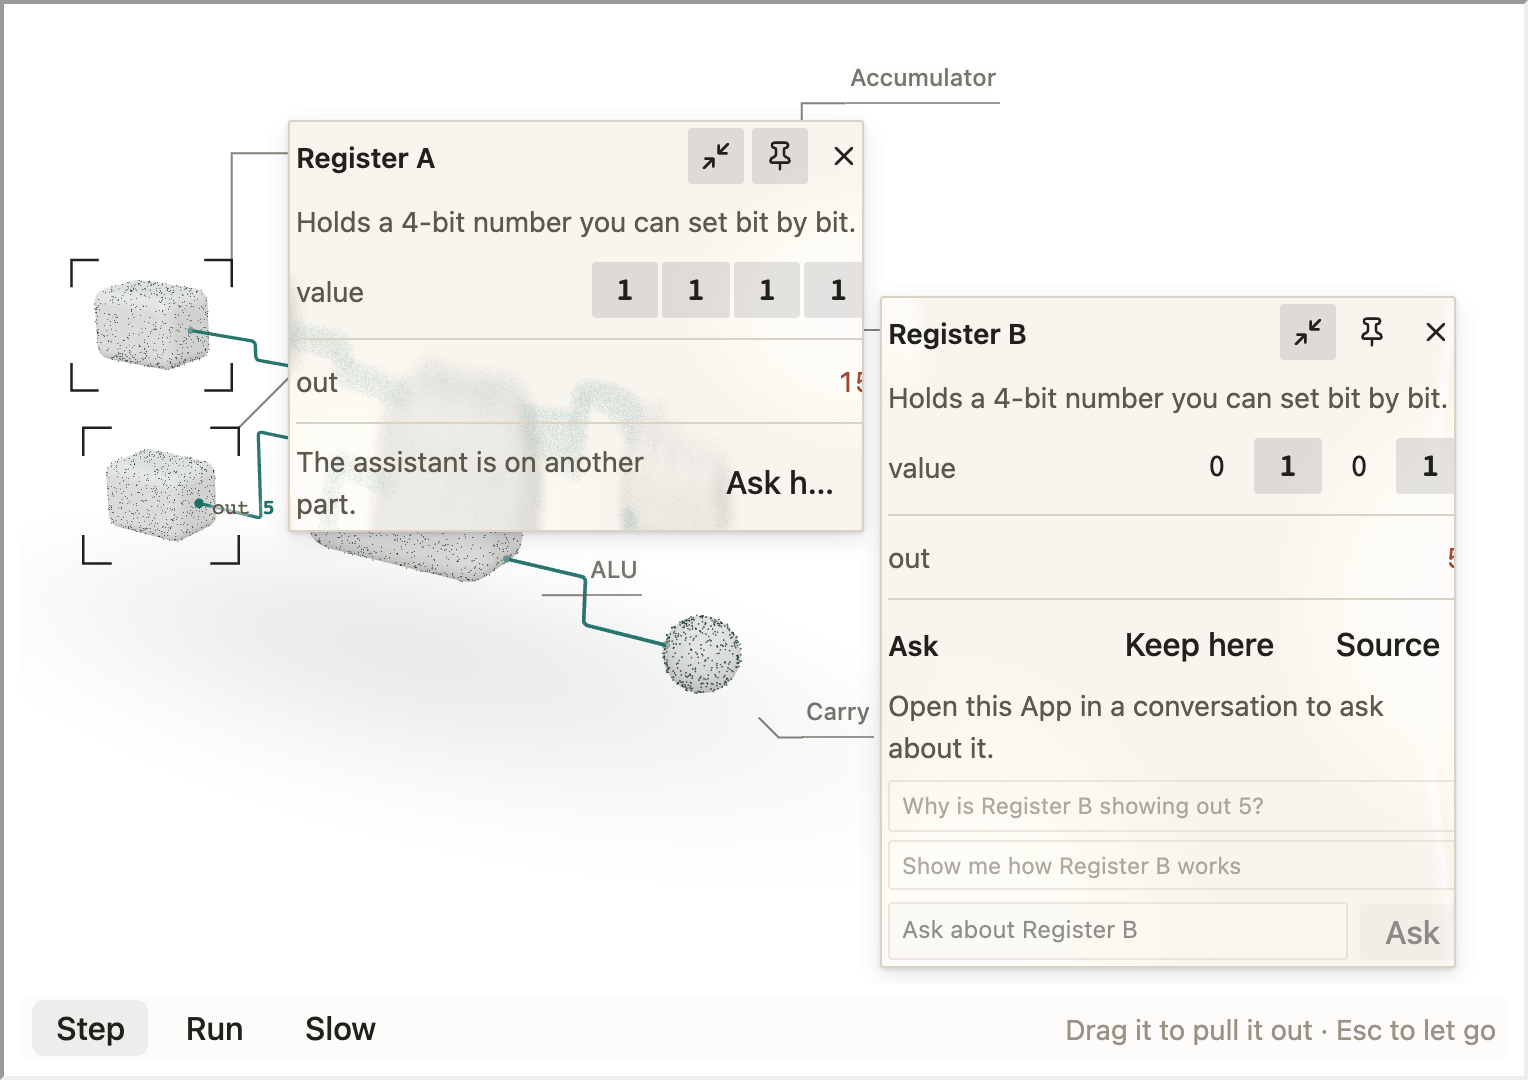 Accumulator
Register A
Holds a 4-bit number you can set bit by bit.
value 1 1 1 1
out 15
The assistant is on another
part.
Ask h...
out 5
ALU
Carry
Register B
Holds a 4-bit number you can set bit by bit.
value 0 1 0 1
out 5
Ask Keep here Source
Open this App in a conversation to ask
about it.
Why is Register B showing out 5?
Show me how Register B works
Ask about Register B Ask
Step Run Slow Drag it to pull it out · Esc to let go